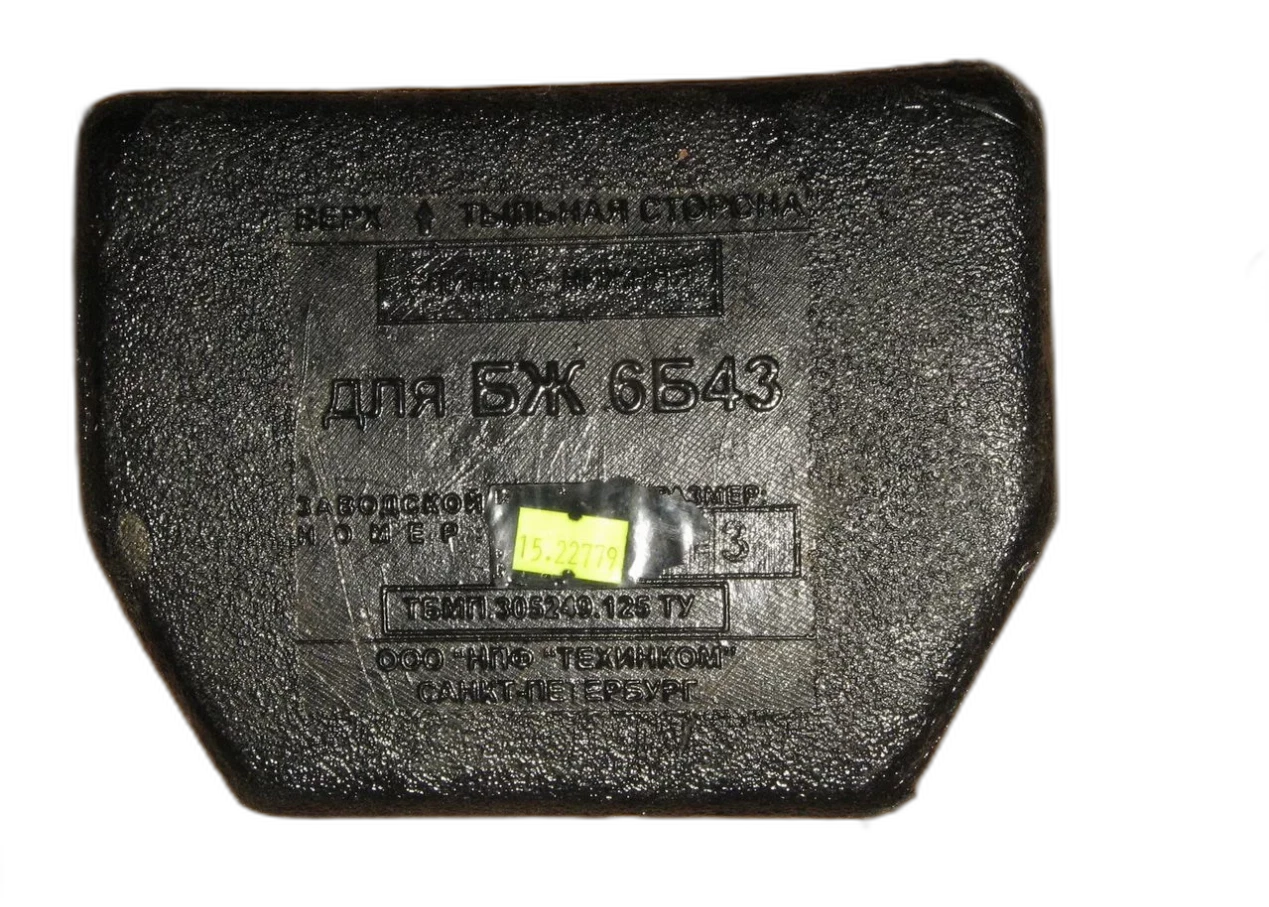 ВЕРХ ↑ ТЫЛЬНАЯ СТОРОНА
для БЖ 6Б43
ЗАВОДСКОЙ РАЗМЕР:
НОМЕР: 3
15.22779
ТБМП.305249.125 ТУ
ООО "НПФ "ТЕХИНКОМ"
САНКТ-ПЕТЕРБУРГ